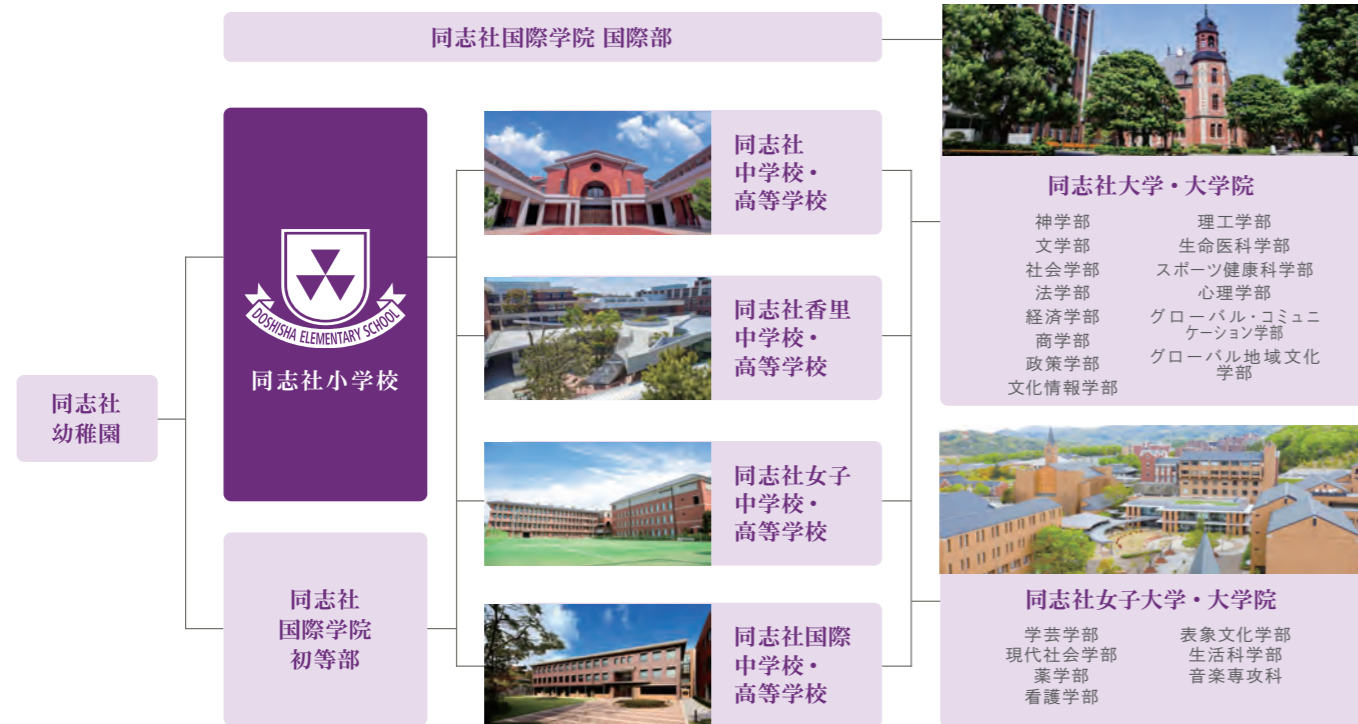 同志社国際学院 国際部
同志社
幼稚園
DOSHISHA ELEMENTARY SCHOOL
同志社小学校
同志社
国際学院
初等部
同志社
中学校・
高等学校
同志社香里
中学校・
高等学校
同志社女子
中学校・
高等学校
同志社国際
中学校・
高等学校
同志社大学・大学院
神学部
文学部
社会学部
法学部
経済学部
商学部
政策学部
文化情報学部
理工学部
生命医科学部
スポーツ健康科学部
心理学部
グローバル・コミュニ
ケーション学部
グローバル地域文化
学部
同志社女子大学・大学院
学芸学部
現代社会学部
薬学部
看護学部
表象文化学部
生活科学部
音楽専攻科